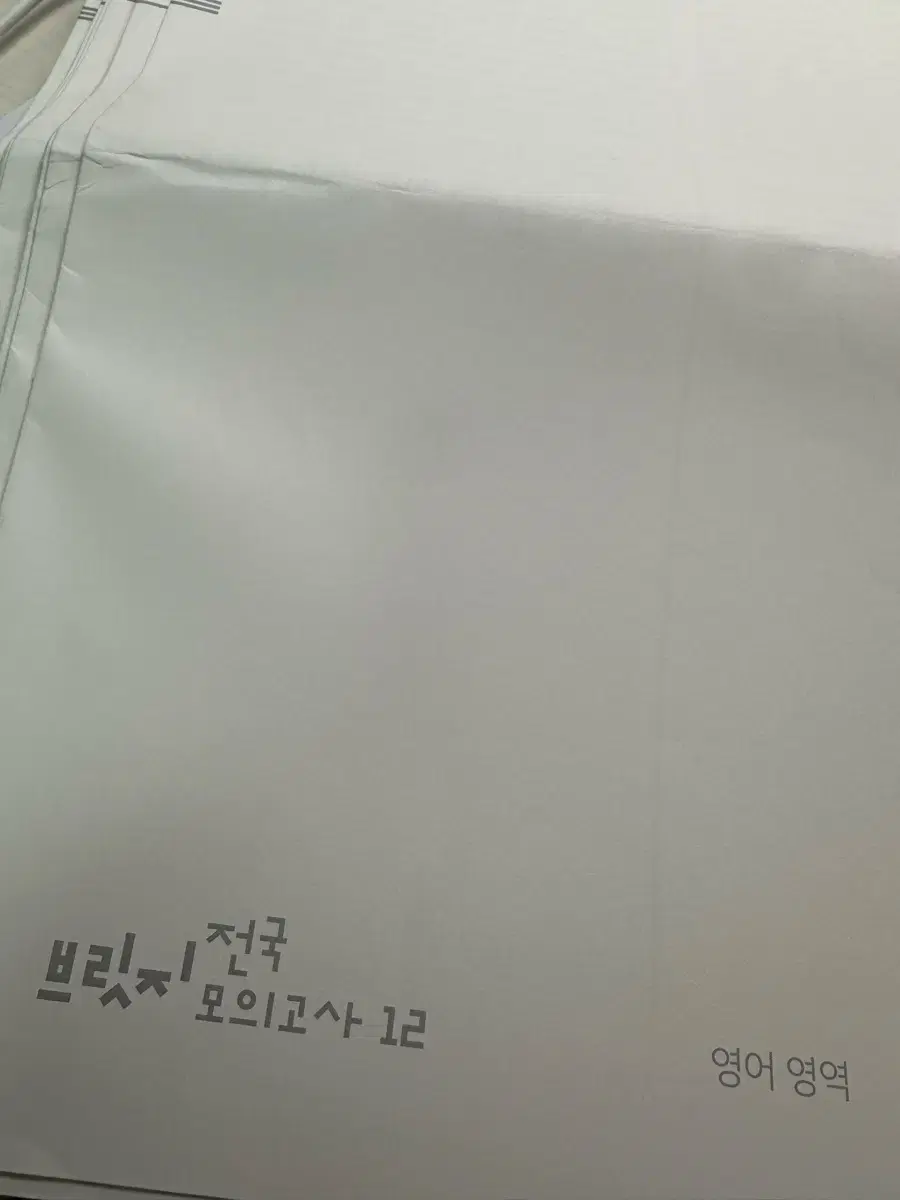 브릿지 전국
모의고사 12
영어 영역